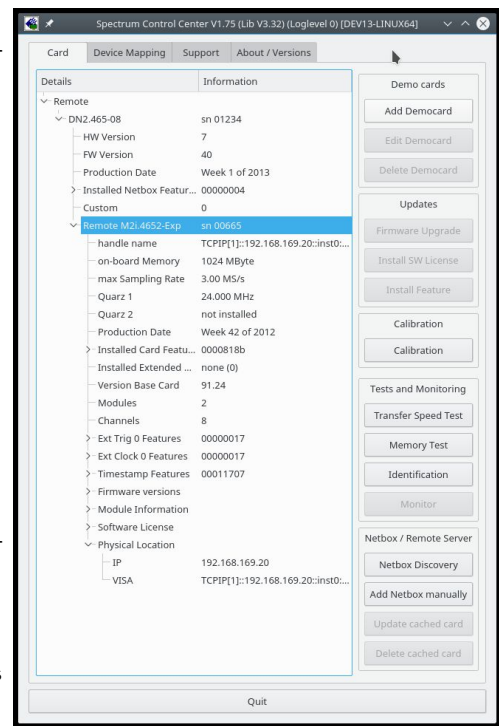 Spectrum Control Center V1.75 (Lib V3.32) (Loglevel 0) [DEV13-LINUX64]
Card Device Mapping Support About / Versions
Details Information
Remote
DN2.465-08 sn 01234
HW Version 7
FW Version 40
Production Date Week 1 of 2013
Installed Netbox Featur... 00000004
Custom 0
Remote M2i.4652-Exp sn 00665
handle name TCPIP[1]::192.168.169.20::inst0:...
on-board Memory 1024 MByte
max Sampling Rate 3.00 MS/s
Quarz 1 24.000 MHz
Quarz 2 not installed
Production Date Week 42 of 2012
Installed Card Featu... 0000818b
Installed Extended ... none (0)
Version Base Card 91.24
Modules 2
Channels 8
Ext Trig 0 Features 00000017
Ext Clock 0 Features 00000017
Timestamp Features 00011707
Firmware versions
Module Information
Software License
Physical Location
IP 192.168.169.20
VISA TCPIP[1]::192.168.169.20::inst0:...
Demo cards
Add Democard
Edit Democard
Delete Democard
Updates
Firmware Upgrade
Install SW License
Install Feature
Calibration
Calibration
Tests and Monitoring
Transfer Speed Test
Memory Test
Identification
Monitor
Netbox / Remote Server
Netbox Discovery
Add Netbox manually
Update cached card
Delete cached card
Quit